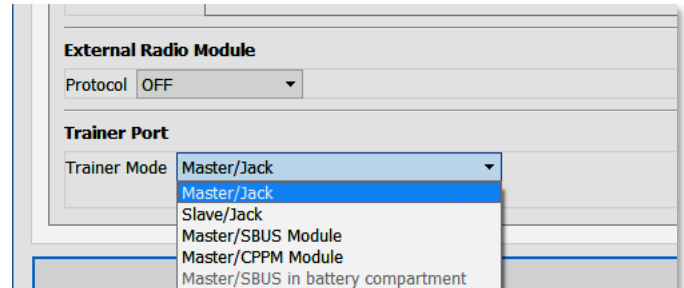 External Radio Module
Protocol OFF
Trainer Port
Trainer Mode Master/Jack
Master/Jack
Slave/Jack
Master/SBUS Module
Master/CPPM Module
Master/SBUS in battery compartment